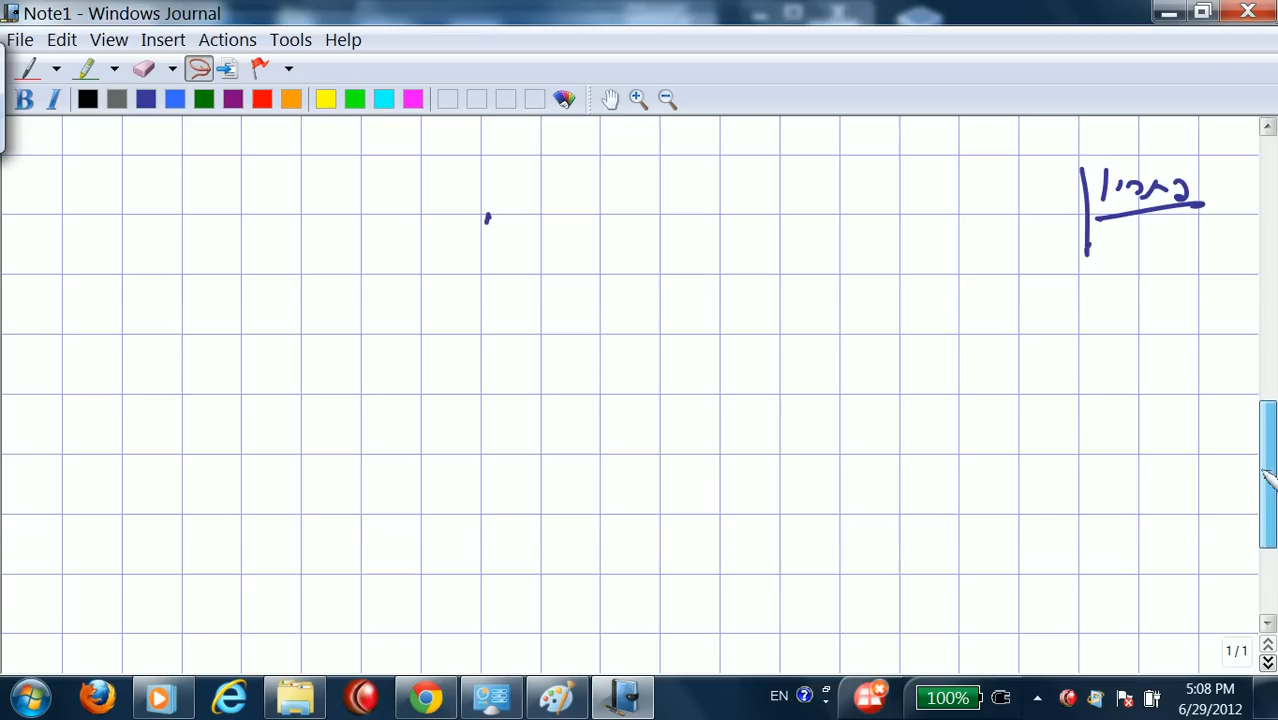 Note1 - Windows Journal
File Edit View Insert Actions Tools Help
B I
פתרון
1 / 1
EN 100% 5:08 PM
6/29/2012